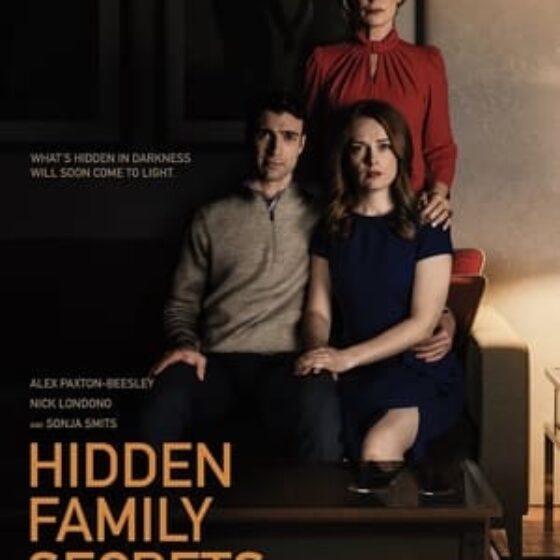 WHAT'S HIDDEN IN DARKNESS
WILL SOON COME TO LIGHT.
ALEX PAXTON-BEESLEY
NICK LONDONO
AND SONJA SMITS
HIDDEN
FAMILY
SECRETS